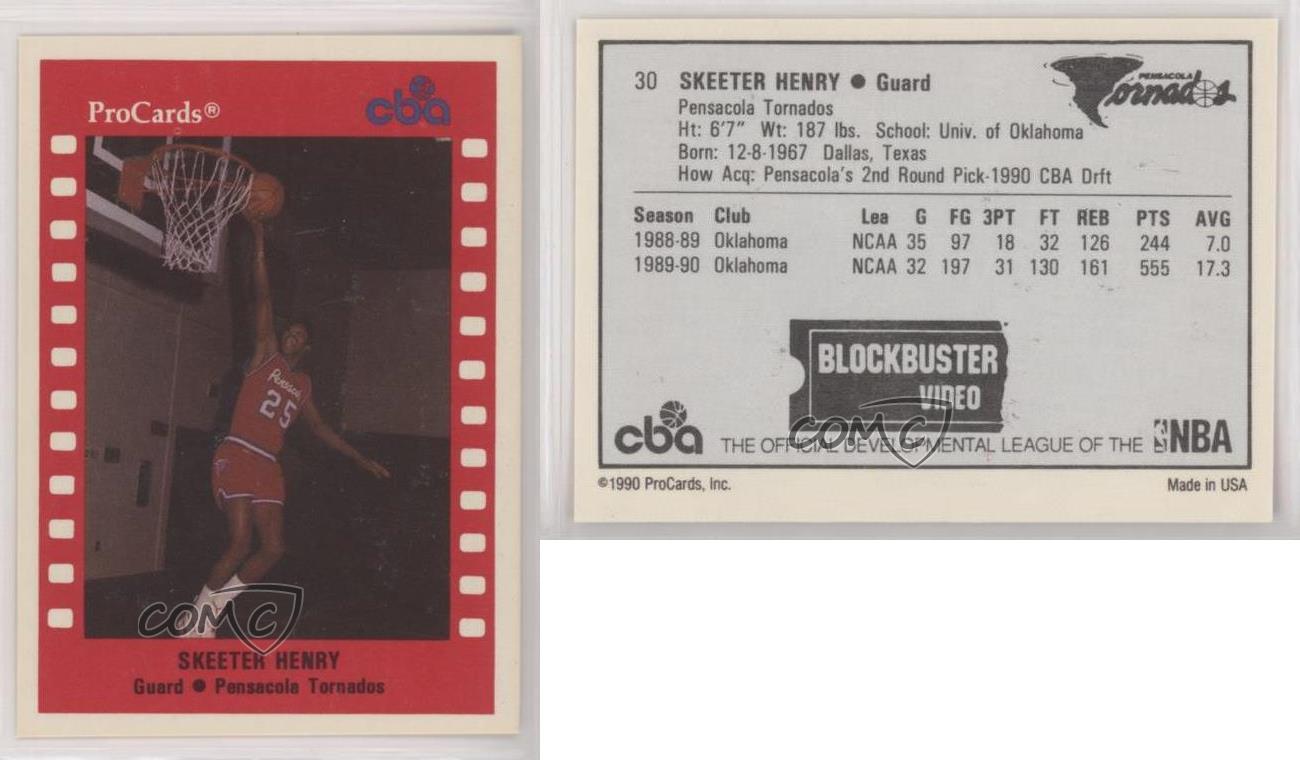 ProCards®
cba
Pensaco
25
COMC
SKEETER HENRY
Guard ● Pensacola Tornados
30 SKEETER HENRY ● Guard
PENSACOLA
Tornados
Pensacola Tornados
Ht: 6'7" Wt: 187 lbs. School: Univ. of Oklahoma
Born: 12-8-1967 Dallas, Texas
How Acq: Pensacola's 2nd Round Pick-1990 CBA Drft
Season Club Lea G FG 3PT FT REB PTS AVG
1988-89 Oklahoma NCAA 35 97 18 32 126 244 7.0
1989-90 Oklahoma NCAA 32 197 31 130 161 555 17.3
BLOCKBUSTER
VIDEO
COMC
cba THE OFFICIAL DEVELOPMENTAL LEAGUE OF THE NBA
©1990 ProCards, Inc. Made in USA